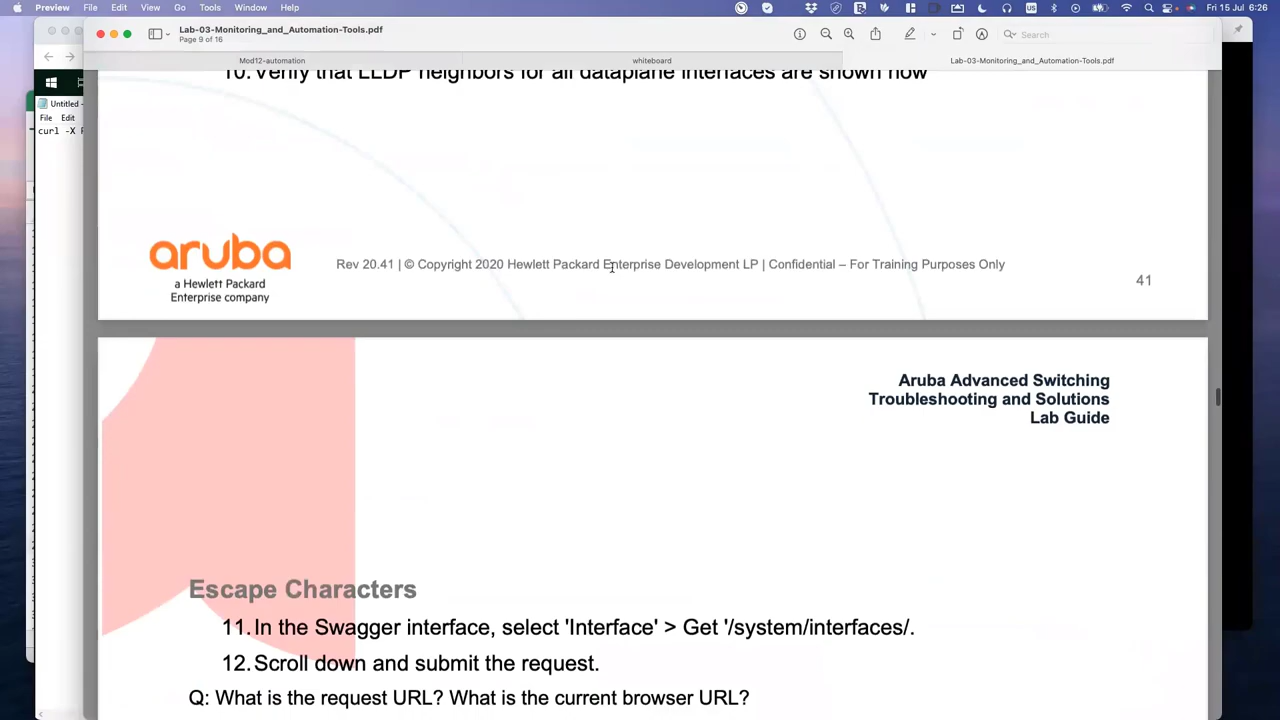 Preview File Edit View Go Tools Window Help
Fri 15 Jul 8:26
Lab-03-Monitoring_and_Automation-Tools.pdf
Page 9 of 16
Search
Mod12-automation
whiteboard
Lab-03-Monitoring_and_Automation-Tools.pdf
Untitled -
File Edit
curl -X
10. Verify that LLDP neighbors for all dataplane interfaces are shown now
aruba
a Hewlett Packard
Enterprise company
Rev 20.41 | © Copyright 2020 Hewlett Packard Enterprise Development LP | Confidential – For Training Purposes Only
41
Aruba Advanced Switching
Troubleshooting and Solutions
Lab Guide
Escape Characters
11. In the Swagger interface, select 'Interface' > Get '/system/interfaces/.
12. Scroll down and submit the request.
Q: What is the request URL? What is the current browser URL?